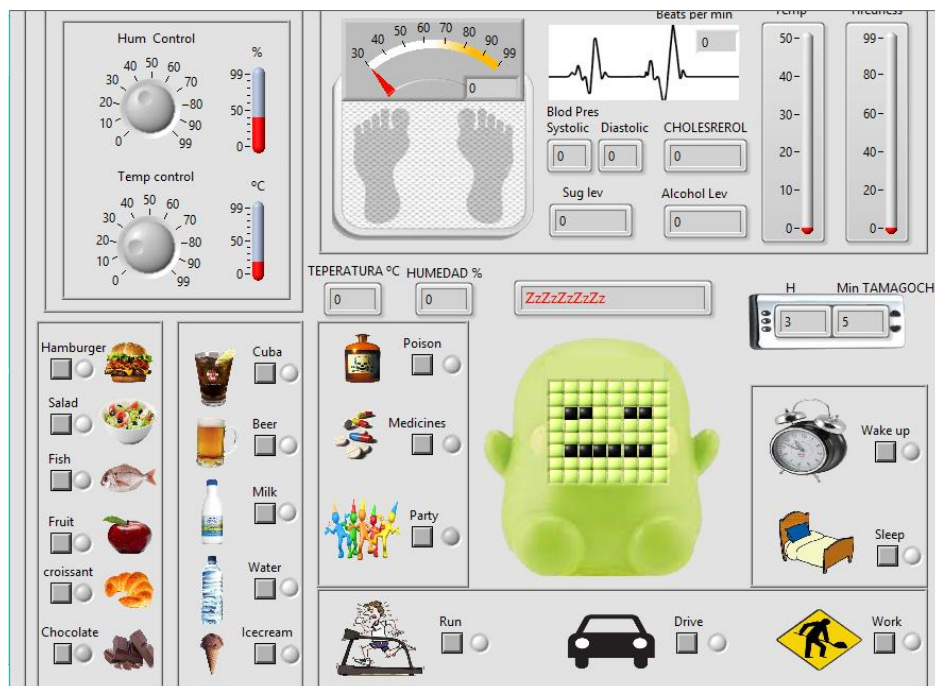 Hum Control
%
0 10 20 30 40 50 60 70 80 90 99
99
50
0
Temp control
ºC
0 10 20 30 40 50 60 70 80 90 99
99
50
0
30 40 50 60 70 80 90 99
0
Beats per min
0
Blod Pres
Systolic Diastolic CHOLESREROL
0 0 0
Sug lev Alcohol Lev
0 0
Temp
50
40
30
20
10
0
Tiredness
99
80
60
40
20
0
TEPERATURA ºC HUMEDAD %
0 0
ZzZzZzZzZz
H Min TAMAGOCH
3 5
Hamburger
Salad
Fish
Fruit
croissant
Chocolate
Cuba
Beer
Milk
Water
Icecream
Poison
Medicines
Party
Wake up
Sleep
Run
Drive
Work